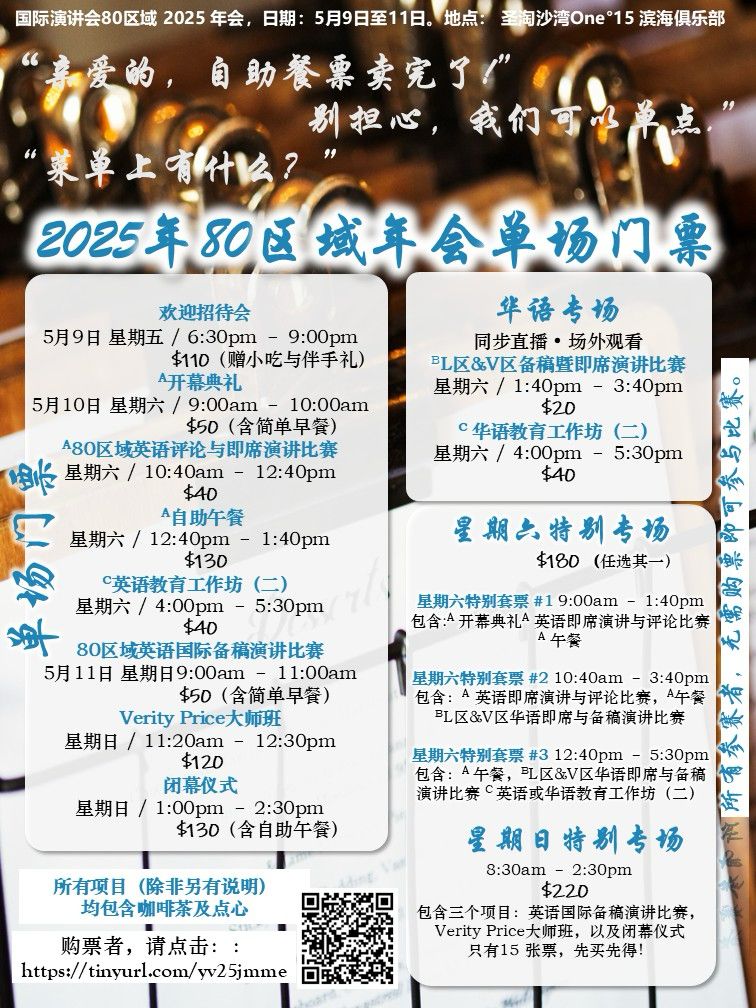 国际演讲会80区域 2025 年会，日期：5月9日至11日。地点： 圣淘沙湾One°15 滨海俱乐部
“亲爱的，自助餐票卖完了！”
别担心，我们可以单点.”
“菜单上有什么？”
2025年80区域年会单场门票
单场门票
欢迎招待会
5月9日 星期五 / 6:30pm – 9:00pm
$110（赠小吃与伴手礼）
ᴬ开幕典礼
5月10日 星期六 / 9:00am – 10:00am
$50（含简单早餐）
ᴬ80区域英语评论与即席演讲比赛
星期六 / 10:40am – 12:40pm
$40
ᴬ自助午餐
星期六 / 12:40pm – 1:40pm
$130
ᶜ英语教育工作坊（二）
星期六 / 4:00pm – 5:30pm
$40
80区域英语国际备稿演讲比赛
5月11日 星期日9:00am – 11:00am
$50（含简单早餐）
Verity Price大师班
星期日 / 11:20am – 12:30pm
$120
闭幕仪式
星期日 / 1:00pm – 2:30pm
$130（含自助午餐）
华语专场
同步直播 • 场外观看
ᴮL区&V区备稿暨即席演讲比赛
星期六 / 1:40pm – 3:40pm
$20
ᶜ 华语教育工作坊（二）
星期六 / 4:00pm – 5:30pm
$40
星期六特别专场
$180 （任选其一）
星期六特别套票 #1 9:00am – 1:40pm
包含:ᴬ 开幕典礼ᴬ 英语即席演讲与评论比赛
ᴬ 午餐
星期六特别套票 #2 10:40am – 3:40pm
包含：ᴬ 英语即席演讲与评论比赛，ᴬ午餐
ᴮL区&V区华语即席与备稿演讲比赛
星期六特别套票 #3 12:40pm – 5:30pm
包含：ᴬ 午餐，ᴮL区&V区华语即席与备稿
演讲比赛 ᶜ 英语或华语教育工作坊（二）
星期日特别专场
8:30am – 2:30pm
$220
包含三个项目：英语国际备稿演讲比赛，
Verity Price大师班，以及闭幕仪式
只有15 张票，先买先得！
所有参赛者，无需购票即可参与比赛。
所有项目（除非另有说明）
均包含咖啡茶及点心
购票者，请点击：:
https://tinyurl.com/yv25jmme